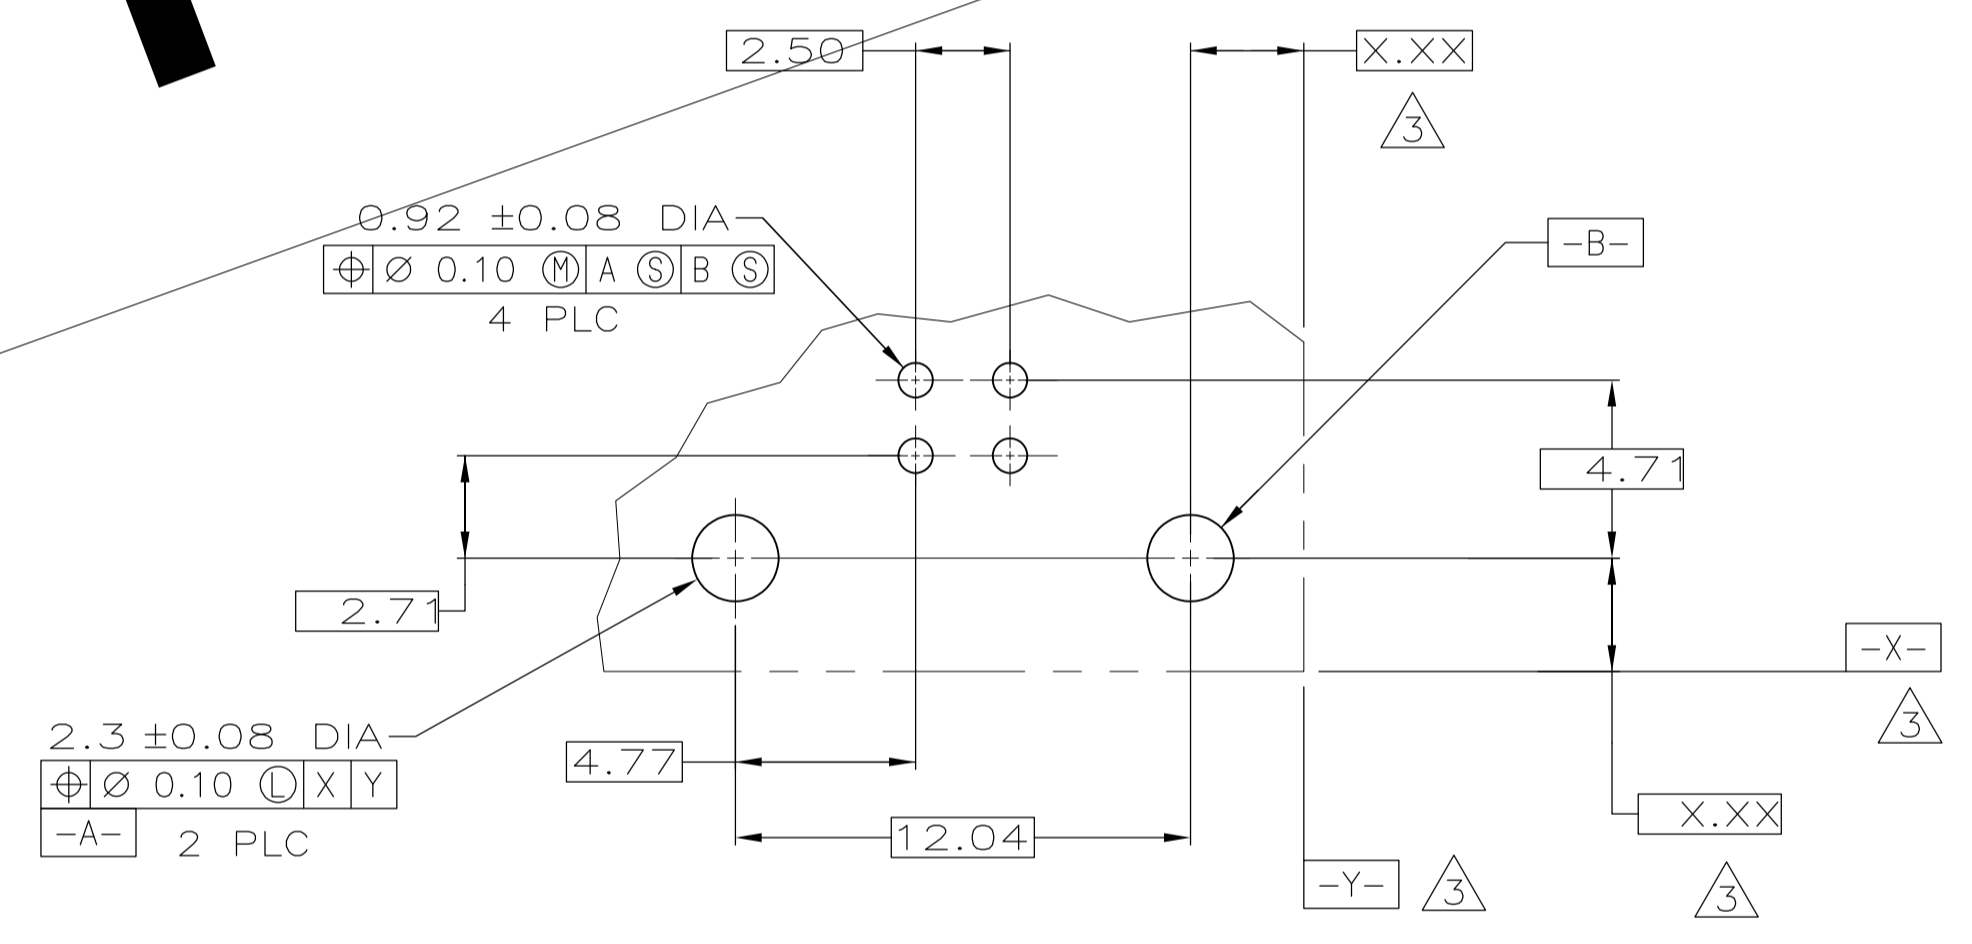 2.50
X.XX
3
0.92 ±0.08 DIA
⌖ ⌀ 0.10 Ⓜ A Ⓢ B Ⓢ
4 PLC
-B-
4.71
2.71
-X-
3
2.3 ±0.08 DIA
⌖ ⌀ 0.10 Ⓛ X Y
-A- 2 PLC
4.77
12.04
X.XX
3
-Y- 3